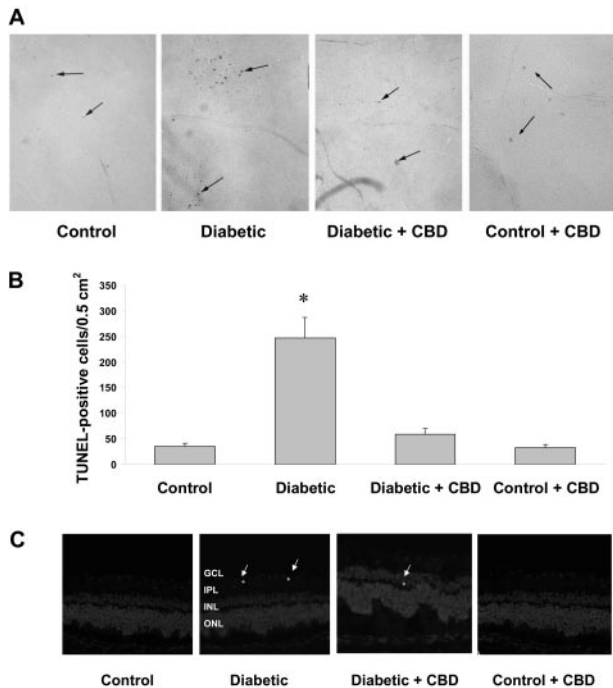 A
Control Diabetic Diabetic + CBD Control + CBD
B
TUNEL-positive cells/0.5 cm²
350
300
250
200
150
100
50
0
*
Control Diabetic Diabetic + CBD Control + CBD
C
GCL
IPL
INL
ONL
Control Diabetic Diabetic + CBD Control + CBD